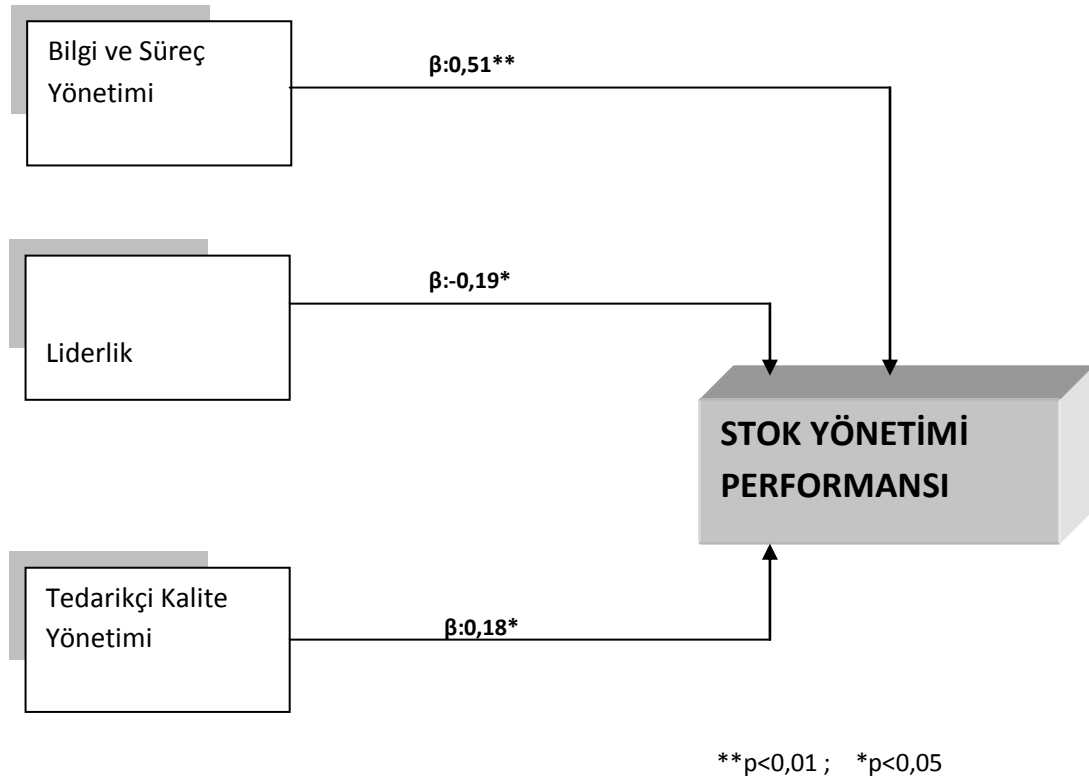 Bilgi ve Süreç
Yönetimi
β:0,51**
Liderlik
β:-0,19*
STOK YÖNETİMİ
PERFORMANSI
Tedarikçi Kalite
Yönetimi
β:0,18*
**p<0,01 ; *p<0,05